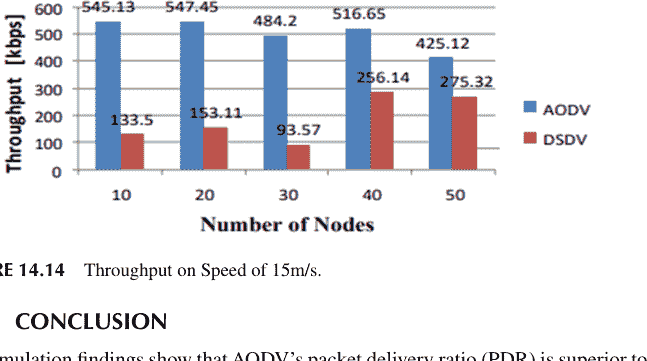 600
545.13
547.45
484.2
516.65
425.12
500
400
300
200
100
0
133.5
153.11
93.57
256.14
275.32
Throughput [kbps]
10 20 30 40 50
Number of Nodes
AODV
DSDV
RE 14.14 Throughput on Speed of 15m/s.
CONCLUSION
mulation findings show that AODV's packet delivery ratio (PDR) is superior to